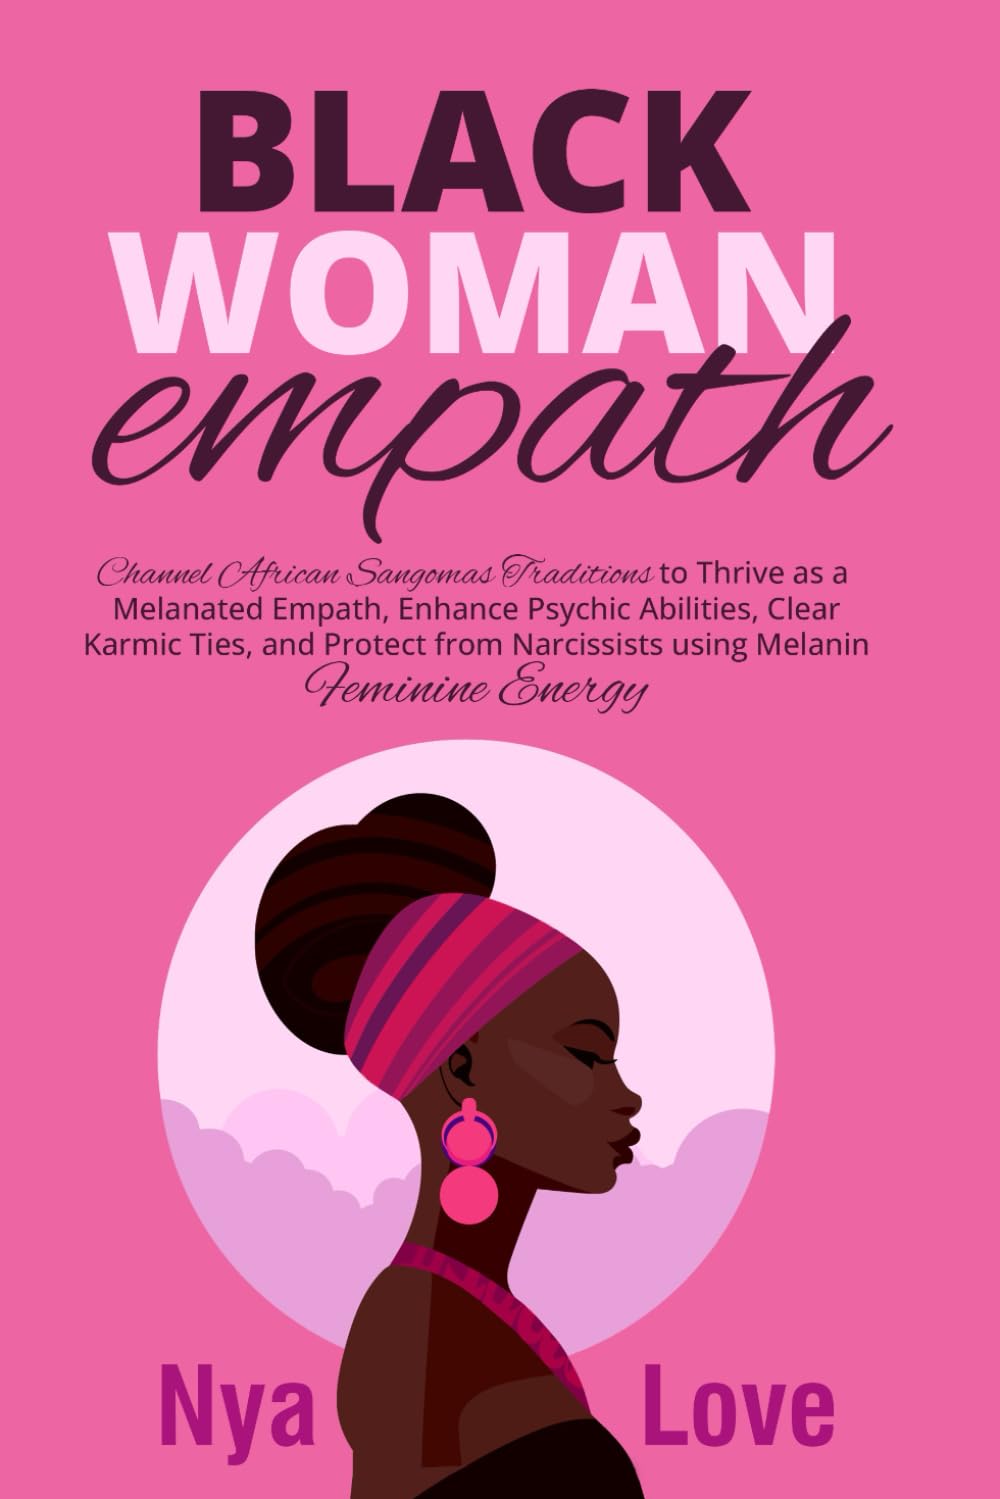 BLACK
WOMAN
empath
Channel African Sangomas Traditions to Thrive as a
Melanated Empath, Enhance Psychic Abilities, Clear
Karmic Ties, and Protect from Narcissists using Melanin
Feminine Energy
Nya Love